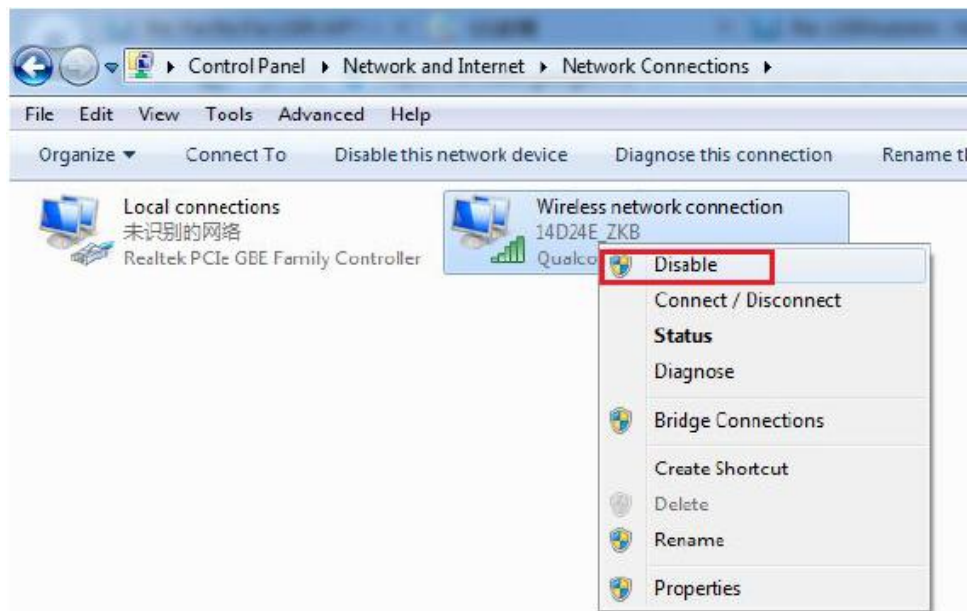 Control Panel ▸ Network and Internet ▸ Network Connections ▸
File Edit View Tools Advanced Help
Organize Connect To Disable this network device Diagnose this connection Rename
Local connections
未识别的网络
Realtek PCIe GBE Family Controller
Wireless network connection
14D24E_ZKB
Disable
Connect / Disconnect
Status
Diagnose
Bridge Connections
Create Shortcut
Delete
Rename
Properties